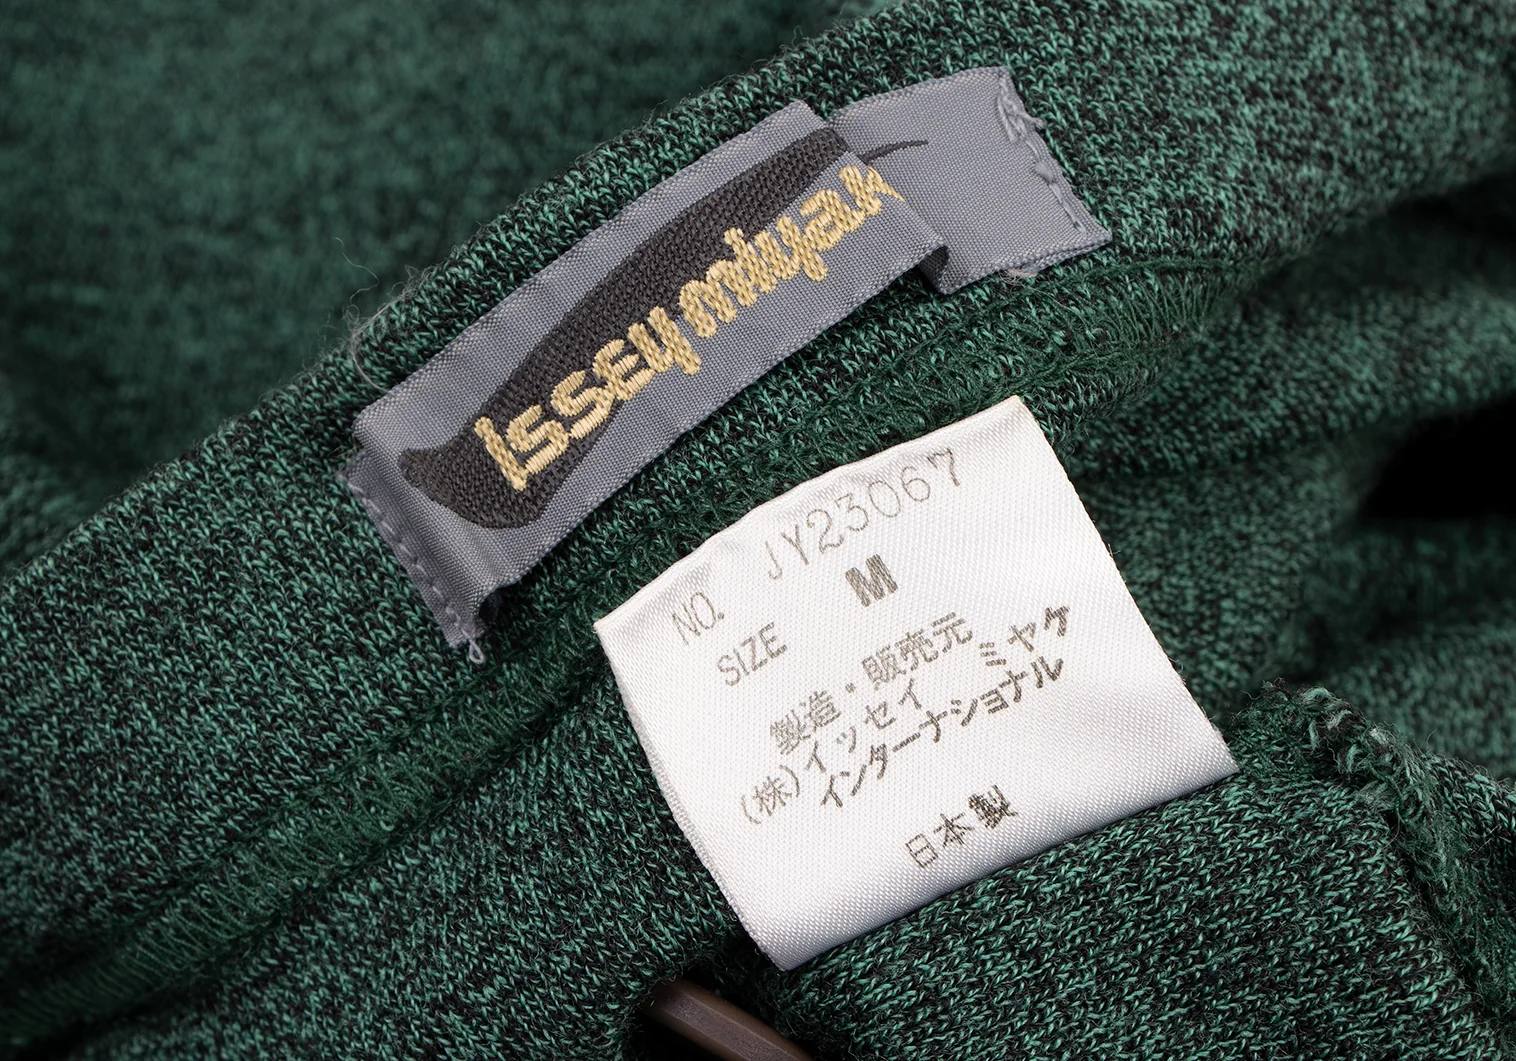 Issey miyak
NO. JY23067
SIZE M
製造・販売元
(株)イッセイ ミヤケ
インターナショナル
日本製